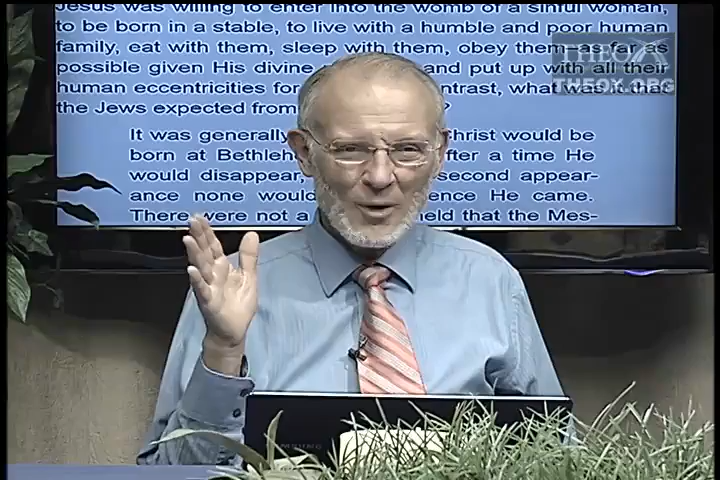 Jesus was willing to enter into the womb of a sinful woman,
to be born in a stable, to live with a humble and poor human
family, eat with them, sleep with them, obey them as far as
possible given His divine and put up with all their
human eccentricities for ontrast, what was it that
the Jews expected from ?
It was generally Christ would be
born at Bethleh fter a time He
would disappear, second appear-
ance none would ence He came.
There were not a held that the Mes-
THEOX
THEOX.ORG
SAMSUNG